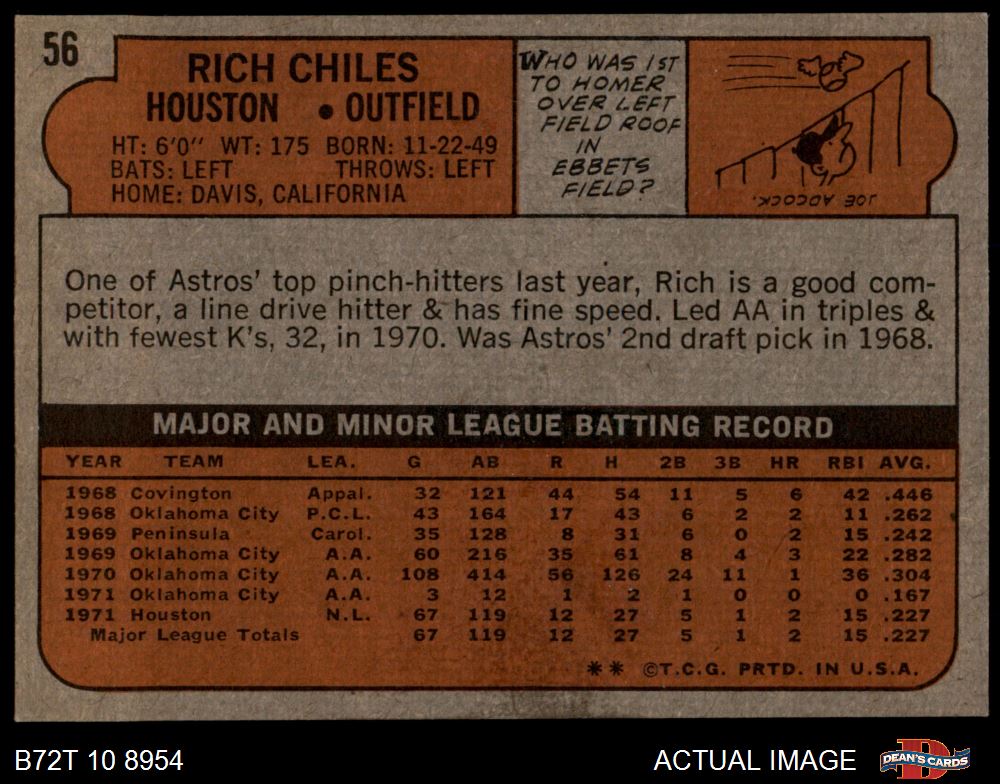 56
RICH CHILES
HOUSTON • OUTFIELD
HT: 6'0" WT: 175 BORN: 11-22-49
BATS: LEFT THROWS: LEFT
HOME: DAVIS, CALIFORNIA
WHO WAS 1ST
TO HOMER
OVER LEFT
FIELD ROOF
IN
EBBETS
FIELD?
JOE ADCOCK.
One of Astros' top pinch-hitters last year, Rich is a good com-
petitor, a line drive hitter & has fine speed. Led AA in triples &
with fewest K's, 32, in 1970. Was Astros' 2nd draft pick in 1968.
MAJOR AND MINOR LEAGUE BATTING RECORD
YEAR TEAM LEA. G AB R H 2B 3B HR RBI AVG.
1968 Covington Appal. 32 121 44 54 11 5 6 42 .446
1968 Oklahoma City P.C.L. 43 164 17 43 6 2 2 11 .262
1969 Peninsula Carol. 35 128 8 31 6 0 2 15 .242
1969 Oklahoma City A.A. 60 216 35 61 8 4 3 22 .282
1970 Oklahoma City A.A. 108 414 56 126 24 11 1 36 .304
1971 Oklahoma City A.A. 3 12 1 2 1 0 0 0 .167
1971 Houston N.L. 67 119 12 27 5 1 2 15 .227
Major League Totals 67 119 12 27 5 1 2 15 .227
** ©T.C.G. PRTD. IN U.S.A.
B72T 10 8954
ACTUAL IMAGE
D
DEAN'S CARDS